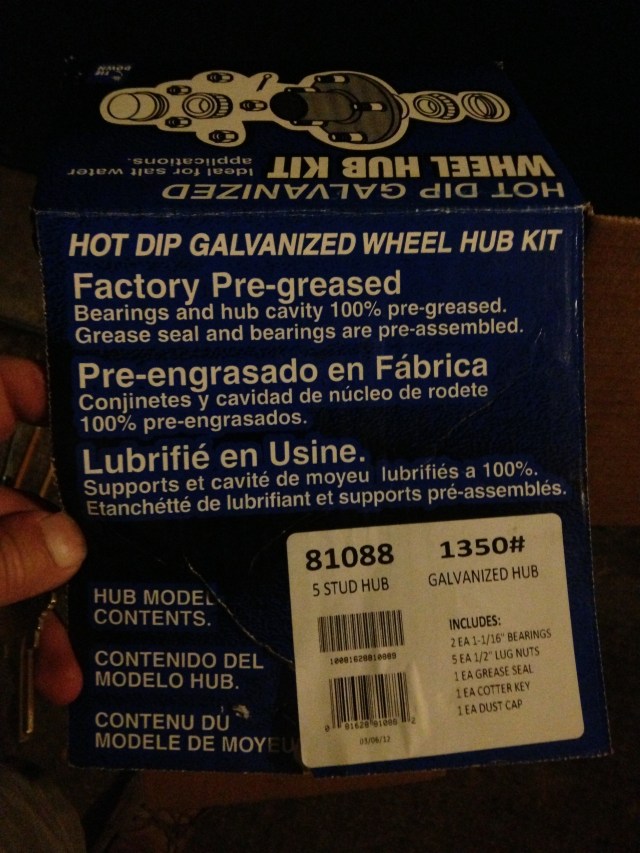 HOT DIP GALVANIZED
WHEEL HUB KIT
Ideal for salt water
applications.
HOT DIP GALVANIZED WHEEL HUB KIT
Factory Pre-greased
Bearings and hub cavity 100% pre-greased.
Grease seal and bearings are pre-assembled.
Pre-engrasado en Fábrica
Conjinetes y cavidad de núcleo de rodete
100% pre-engrasados.
Lubrifié en Usine.
Supports et cavité de moyeu lubrifiés a 100%.
Etanchétté de lubrifiant et supports pré-assemblés.
HUB MODEL
CONTENTS.
CONTENIDO DEL
MODELO HUB.
CONTENU DU
MODELE DE MOYEU
81088
5 STUD HUB
1350#
GALVANIZED HUB
INCLUDES:
2 EA 1-1/16" BEARINGS
5 EA 1/2" LUG NUTS
1 EA GREASE SEAL
1 EA COTTER KEY
1 EA DUST CAP
03/06/12